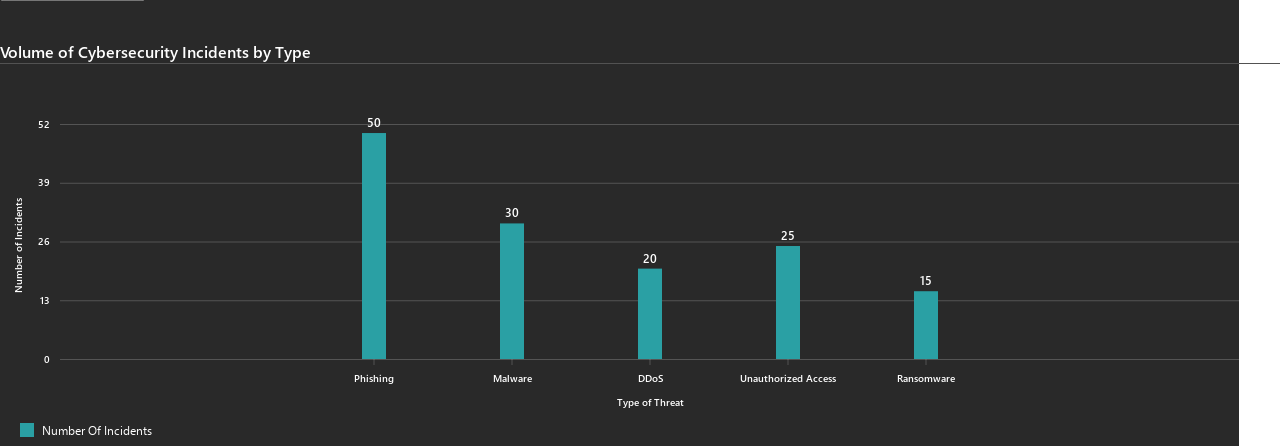 Volume of Cybersecurity Incidents by Type
52
39
26
13
0
Number of Incidents
50
30
20
25
15
Phishing
Malware
DDoS
Unauthorized Access
Ransomware
Type of Threat
Number Of Incidents